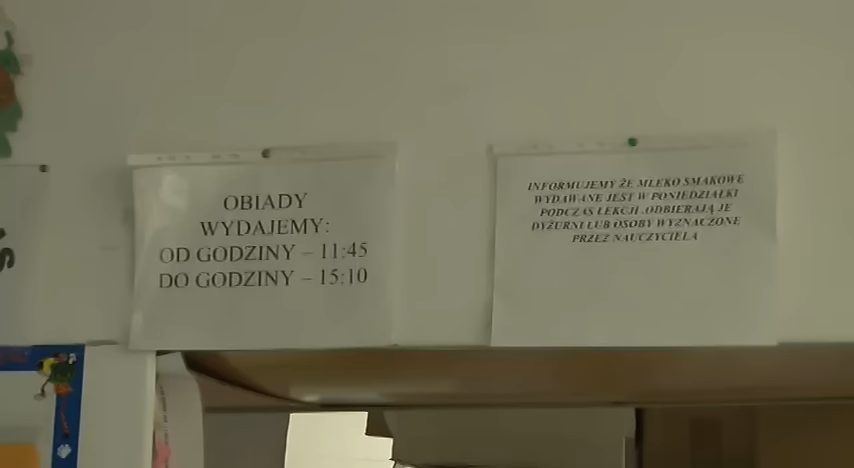 OBIADY
WYDAJEMY:
OD GODZINY – 11:45
DO GODZINY – 15:10
INFORMUJEMY ŻE MLEKO SMAKOWE
WYDAWANE JEST W PONIEDZIAŁKI
PODCZAS LEKCJI .ODBIERAJĄ JE
DYŻURNI LUB OSOBY WYZNACZONE
PRZEZ NAUCZYCIELA